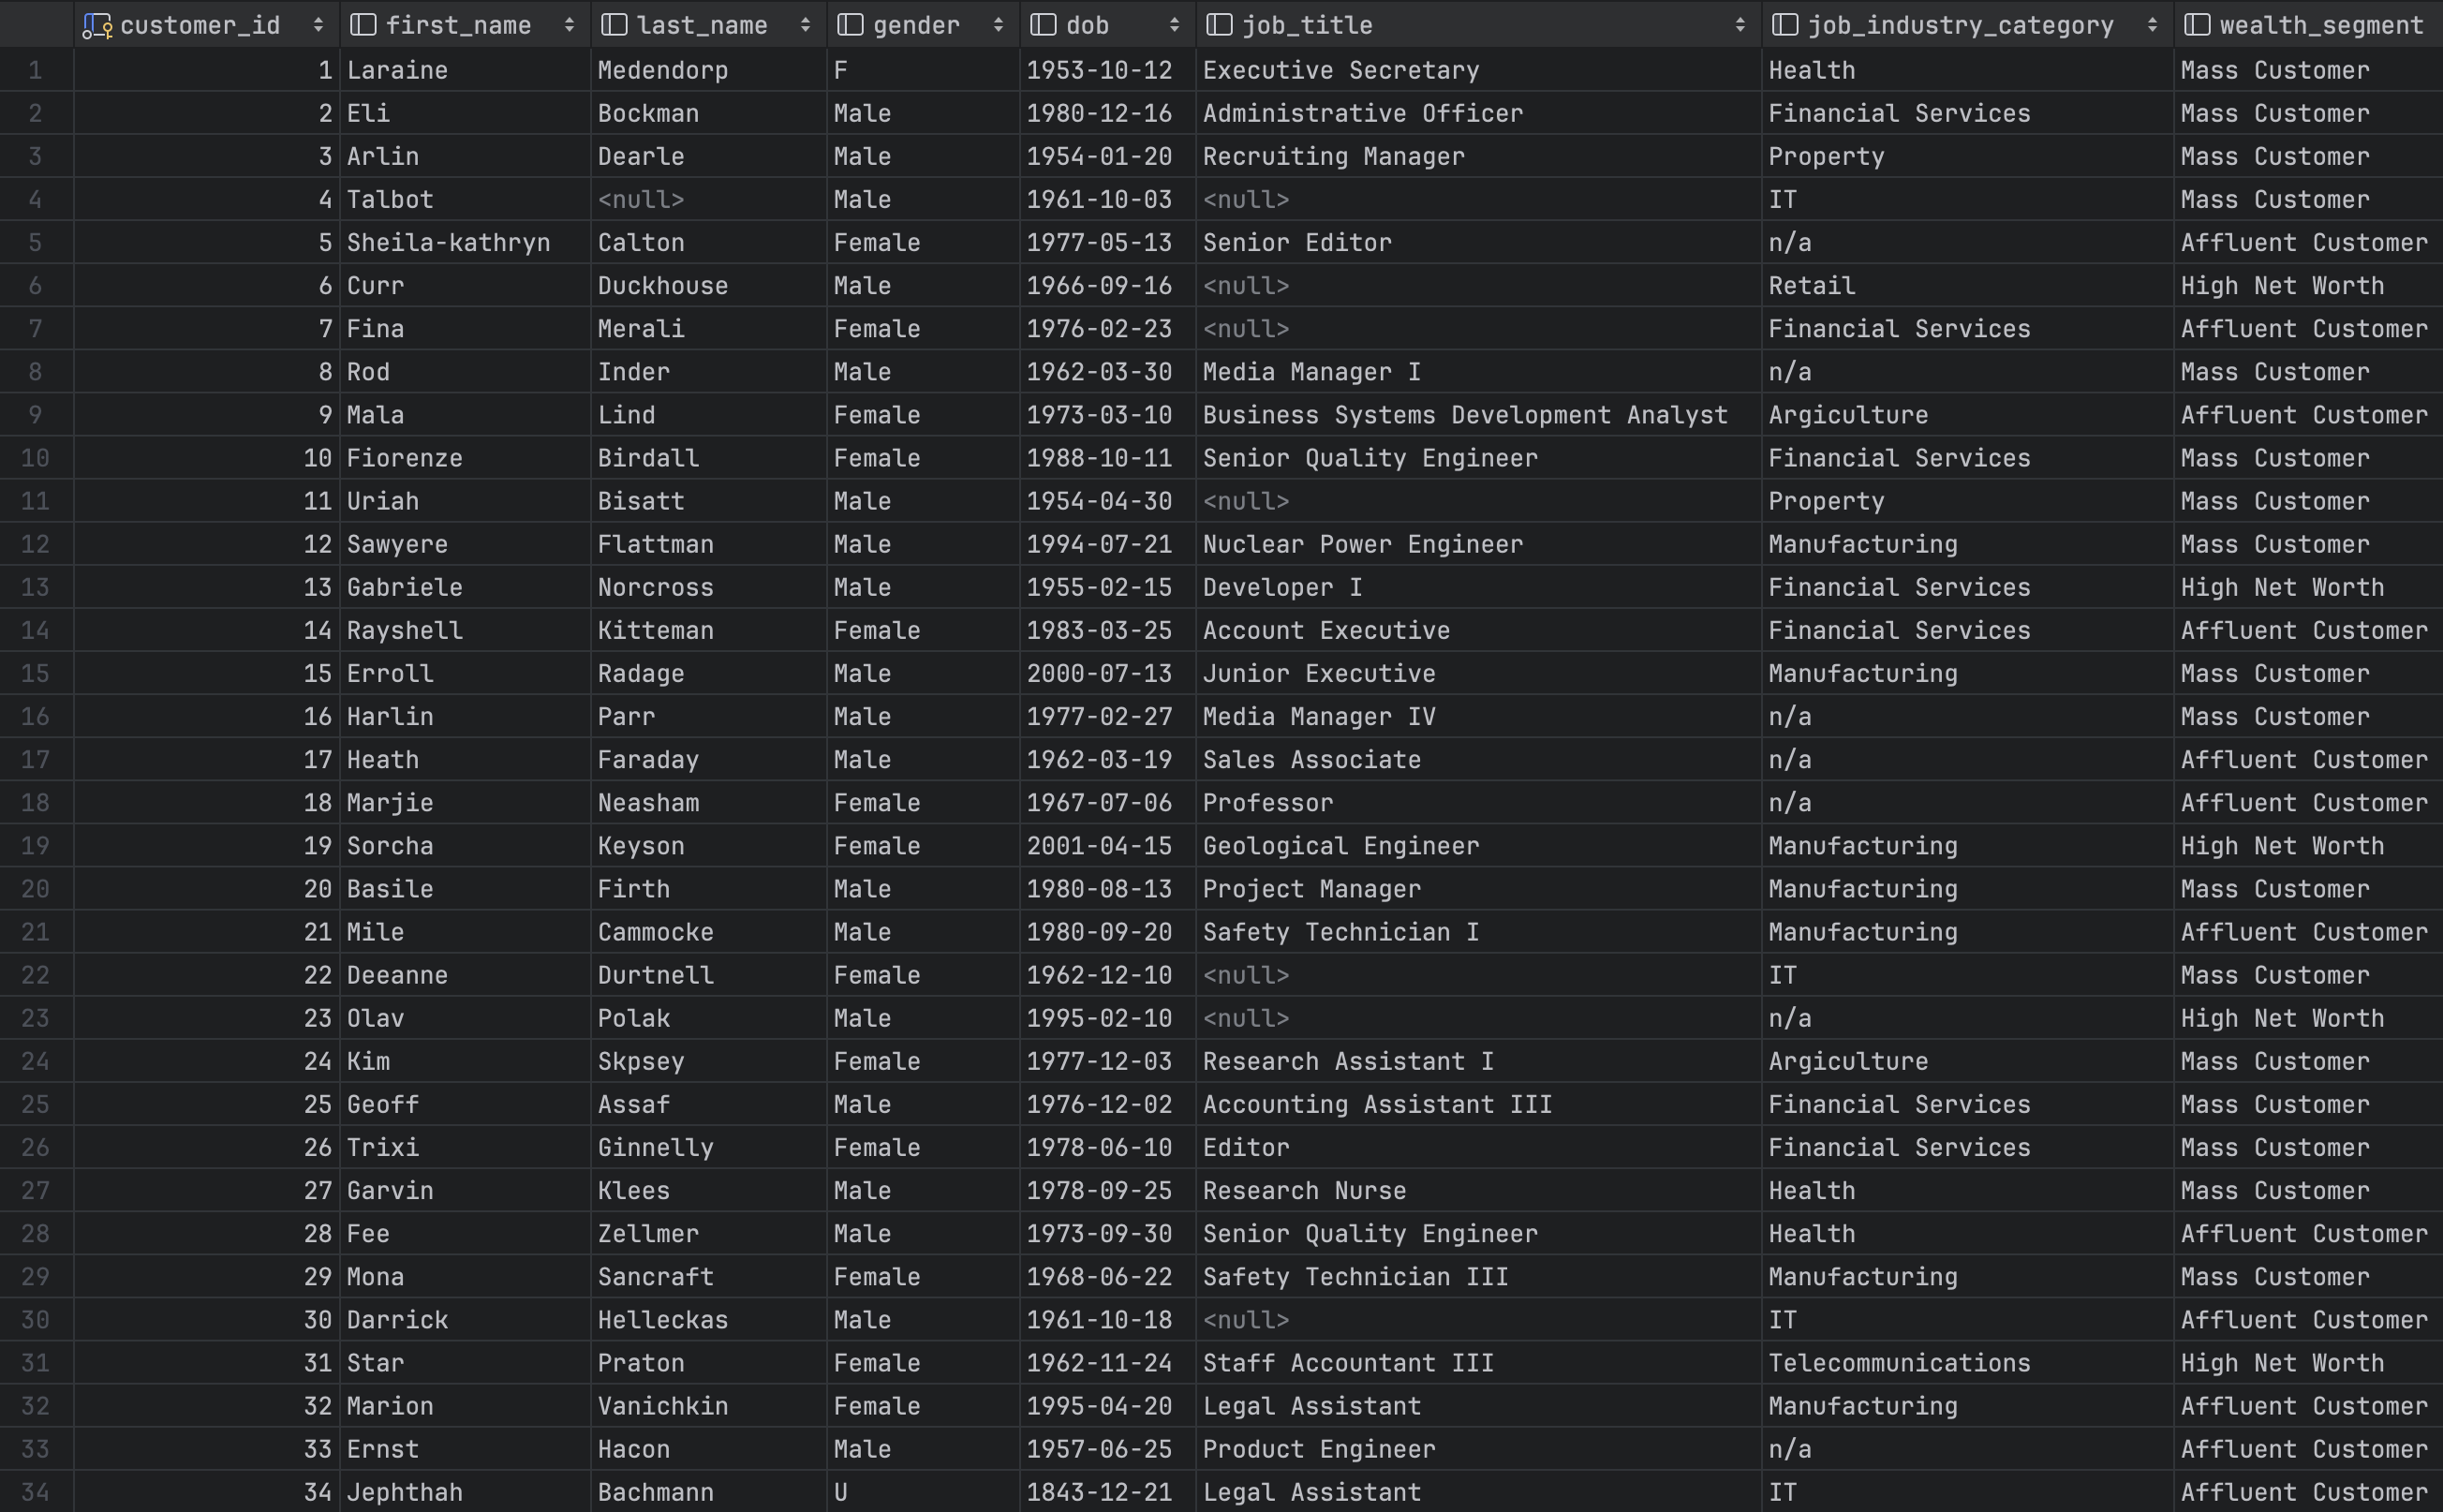 customer_id first_name last_name gender dob job_title job_industry_category wealth_segment
1 1 Laraine Medendorp F 1953-10-12 Executive Secretary Health Mass Customer
2 2 Eli Bockman Male 1980-12-16 Administrative Officer Financial Services Mass Customer
3 3 Arlin Dearle Male 1954-01-20 Recruiting Manager Property Mass Customer
4 4 Talbot <null> Male 1961-10-03 <null> IT Mass Customer
5 5 Sheila-kathryn Calton Female 1977-05-13 Senior Editor n/a Affluent Customer
6 6 Curr Duckhouse Male 1966-09-16 <null> Retail High Net Worth
7 7 Fina Merali Female 1976-02-23 <null> Financial Services Affluent Customer
8 8 Rod Inder Male 1962-03-30 Media Manager I n/a Mass Customer
9 9 Mala Lind Female 1973-03-10 Business Systems Development Analyst Argiculture Affluent Customer
10 10 Fiorenze Birdall Female 1988-10-11 Senior Quality Engineer Financial Services Mass Customer
11 11 Uriah Bisatt Male 1954-04-30 <null> Property Mass Customer
12 12 Sawyere Flattman Male 1994-07-21 Nuclear Power Engineer Manufacturing Mass Customer
13 13 Gabriele Norcross Male 1955-02-15 Developer I Financial Services High Net Worth
14 14 Rayshell Kitteman Female 1983-03-25 Account Executive Financial Services Affluent Customer
15 15 Erroll Radage Male 2000-07-13 Junior Executive Manufacturing Mass Customer
16 16 Harlin Parr Male 1977-02-27 Media Manager IV n/a Mass Customer
17 17 Heath Faraday Male 1962-03-19 Sales Associate n/a Affluent Customer
18 18 Marjie Neasham Female 1967-07-06 Professor n/a Affluent Customer
19 19 Sorcha Keyson Female 2001-04-15 Geological Engineer Manufacturing High Net Worth
20 20 Basile Firth Male 1980-08-13 Project Manager Manufacturing Mass Customer
21 21 Mile Cammocke Male 1980-09-20 Safety Technician I Manufacturing Affluent Customer
22 22 Deeanne Durtnell Female 1962-12-10 <null> IT Mass Customer
23 23 Olav Polak Male 1995-02-10 <null> n/a High Net Worth
24 24 Kim Skpsey Female 1977-12-03 Research Assistant I Argiculture Mass Customer
25 25 Geoff Assaf Male 1976-12-02 Accounting Assistant III Financial Services Mass Customer
26 26 Trixi Ginnelly Female 1978-06-10 Editor Financial Services Mass Customer
27 27 Garvin Klees Male 1978-09-25 Research Nurse Health Mass Customer
28 28 Fee Zellmer Male 1973-09-30 Senior Quality Engineer Health Affluent Customer
29 29 Mona Sancraft Female 1968-06-22 Safety Technician III Manufacturing Mass Customer
30 30 Darrick Helleckas Male 1961-10-18 <null> IT Affluent Customer
31 31 Star Praton Female 1962-11-24 Staff Accountant III Telecommunications High Net Worth
32 32 Marion Vanichkin Female 1995-04-20 Legal Assistant Manufacturing Affluent Customer
33 33 Ernst Hacon Male 1957-06-25 Product Engineer n/a Affluent Customer
34 34 Jephthah Bachmann U 1843-12-21 Legal Assistant IT Affluent Customer